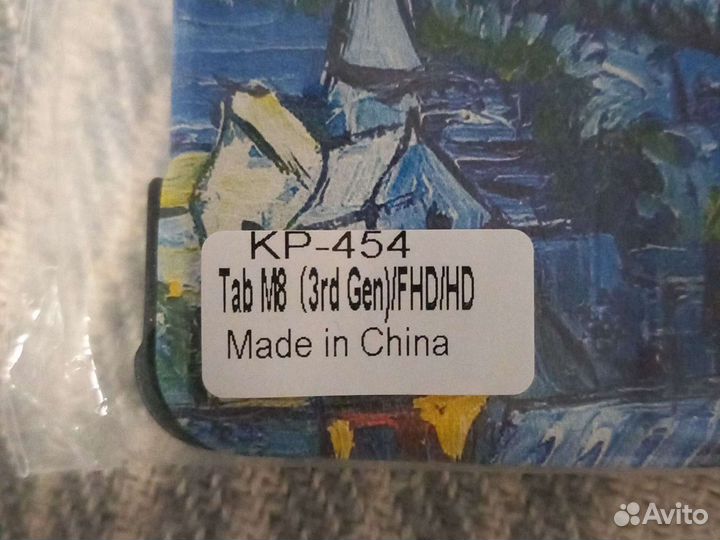 KP-454
Tab M8 (3rd Gen)/FHD/HD
Made in China
Avito